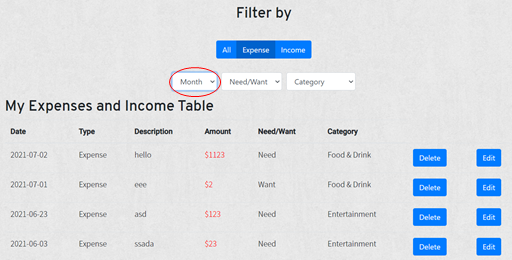 Filter by
All Expense Income
Month Need/Want Category
My Expenses and Income Table
Date Type Description Amount Need/Want Category
2021-07-02 Expense hello $1123 Need Food & Drink Delete Edit
2021-07-01 Expense eee $2 Want Food & Drink Delete Edit
2021-06-23 Expense asd $123 Need Entertainment Delete Edit
2021-06-03 Expense ssada $23 Need Entertainment Delete Edit